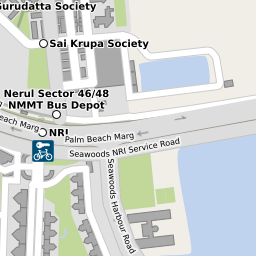 Gurudatta Society
Sai Krupa Society
Nerul Sector 46/48
NMMT Bus Depot
Beach Marg
NRI
Palm Beach Marg
Seawoods NRI Service Road
Seawoods Harbour Road